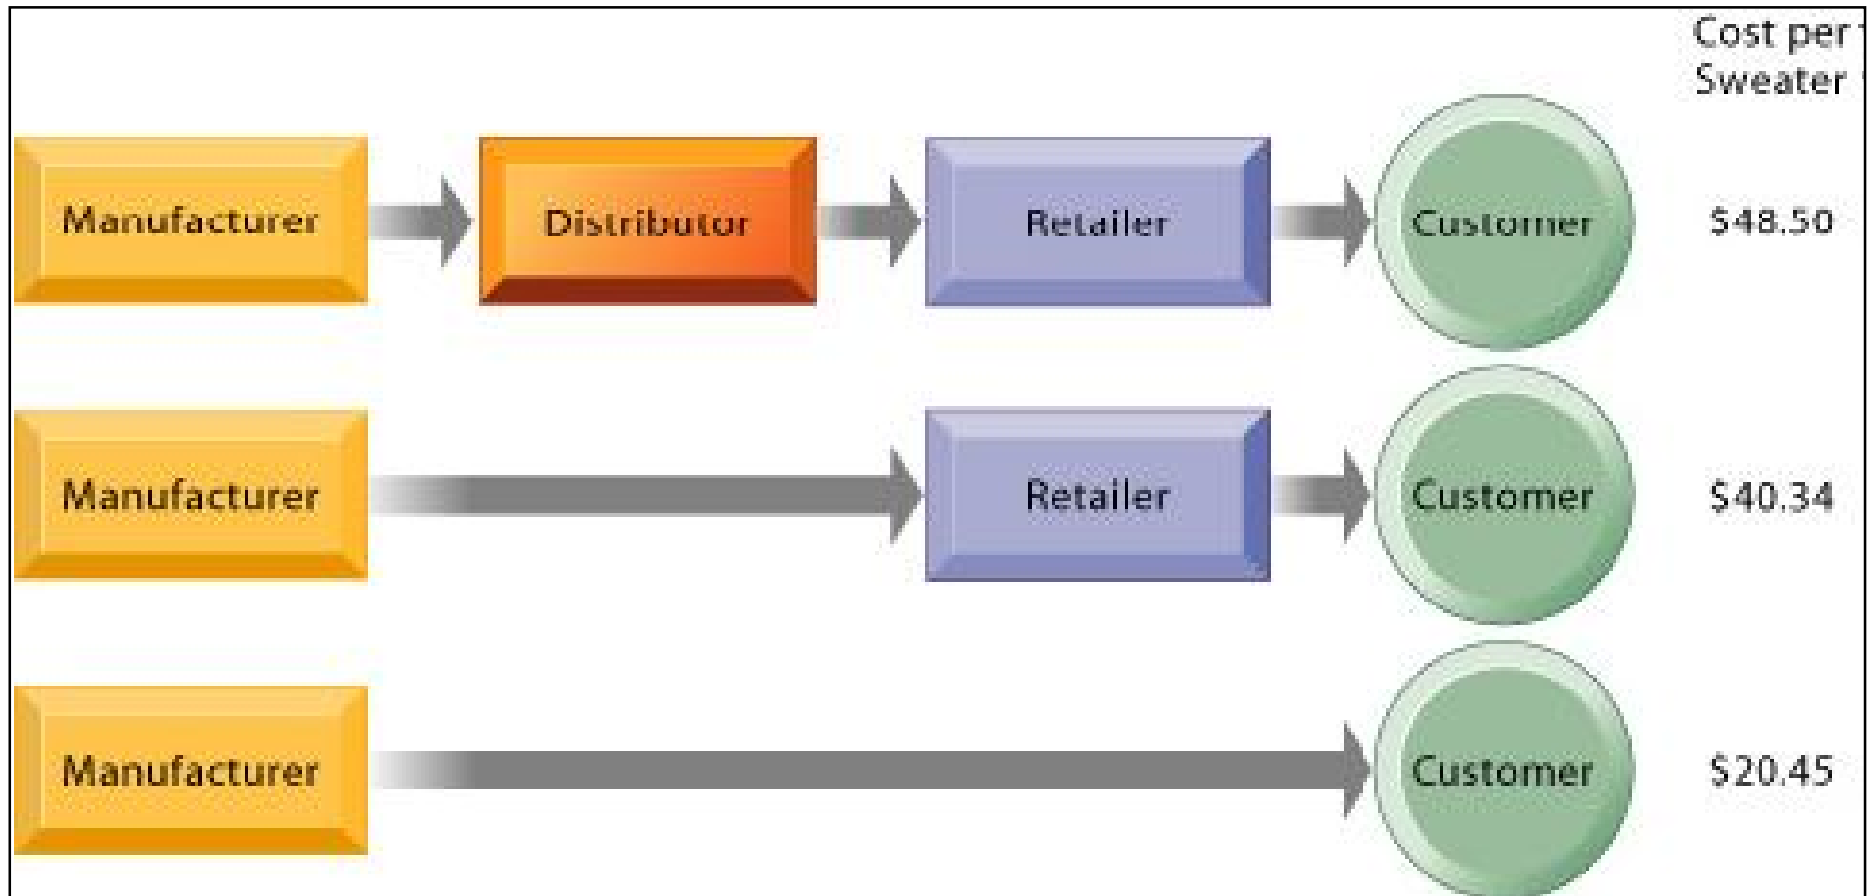 Cost per
Sweater
Manufacturer
Distributor
Retailer
Customer
$48.50
Manufacturer
Retailer
Customer
$40.34
Manufacturer
Customer
$20.45